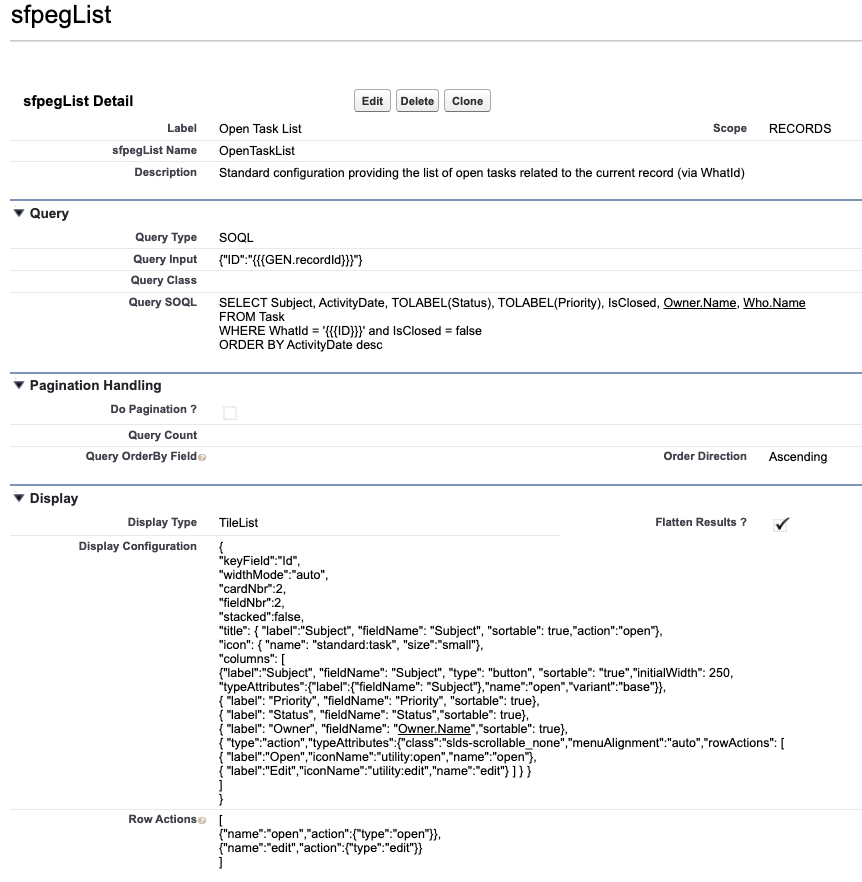 sfpegList
sfpegList Detail
Edit Delete Clone
Label Open Task List Scope RECORDS
sfpegList Name OpenTaskList
Description Standard configuration providing the list of open tasks related to the current record (via WhatId)
Query
Query Type SOQL
Query Input {"ID":"{{{GEN.recordId}}}"}
Query Class
Query SOQL SELECT Subject, ActivityDate, TOLABEL(Status), TOLABEL(Priority), IsClosed, Owner.Name, Who.Name
FROM Task
WHERE WhatId = '{{{ID}}}' and IsClosed = false
ORDER BY ActivityDate desc
Pagination Handling
Do Pagination ?
Query Count
Query OrderBy Field Order Direction Ascending
Display
Display Type TileList Flatten Results ?
Display Configuration {
"keyField":"Id",
"widthMode":"auto",
"cardNbr":2,
"fieldNbr":2,
"stacked":false,
"title": { "label":"Subject", "fieldName": "Subject", "sortable": true,"action":"open"},
"icon": { "name": "standard:task", "size":"small"},
"columns": [
{"label":"Subject", "fieldName": "Subject", "type": "button", "sortable": "true","initialWidth": 250,
"typeAttributes":{"label":{"fieldName": "Subject"},"name":"open","variant":"base"}},
{ "label": "Priority", "fieldName": "Priority", "sortable": true},
{ "label": "Status", "fieldName": "Status","sortable": true},
{ "label": "Owner", "fieldName": "Owner.Name","sortable": true},
{ "type":"action","typeAttributes":{"class":"slds-scrollable_none","menuAlignment":"auto","rowActions": [
{ "label":"Open","iconName":"utility:open","name":"open"},
{ "label":"Edit","iconName":"utility:edit","name":"edit"} ] } }
]
}
Row Actions [
{"name":"open","action":{"type":"open"}},
{"name":"edit","action":{"type":"edit"}}
]